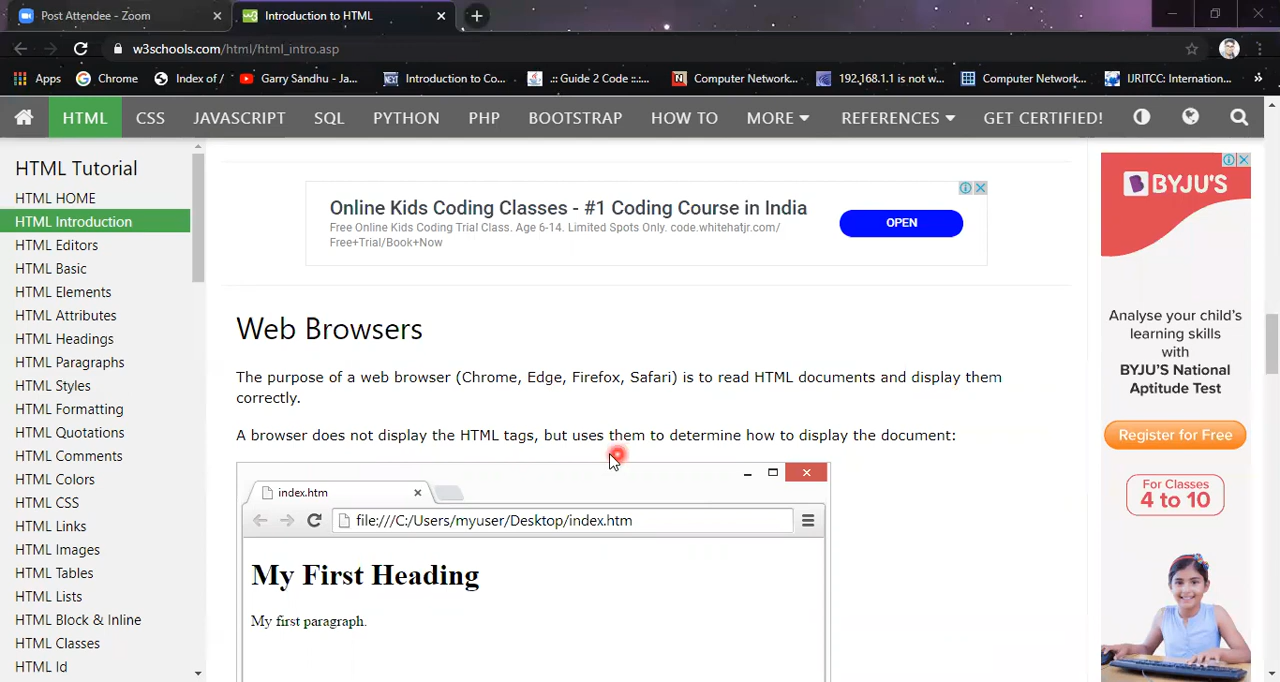 Post Attendee - Zoom
Introduction to HTML
w3schools.com/html/html_intro.asp
Apps
Chrome
Index of /
Garry Sandhu - Ja...
Introduction to Co...
.:: Guide 2 Code ::.:...
Computer Network...
192.168.1.1 is not w...
Computer Network...
IJRITCC: Internation...
HTML
CSS
JAVASCRIPT
SQL
PYTHON
PHP
BOOTSTRAP
HOW TO
MORE
REFERENCES
GET CERTIFIED!
HTML Tutorial
HTML HOME
HTML Introduction
HTML Editors
HTML Basic
HTML Elements
HTML Attributes
HTML Headings
HTML Paragraphs
HTML Styles
HTML Formatting
HTML Quotations
HTML Comments
HTML Colors
HTML CSS
HTML Links
HTML Images
HTML Tables
HTML Lists
HTML Block & Inline
HTML Classes
HTML Id
Online Kids Coding Classes - #1 Coding Course in India
Free Online Kids Coding Trial Class. Age 6-14. Limited Spots Only. code.whitehatjr.com/
Free+Trial/Book+Now
OPEN
Web Browsers
The purpose of a web browser (Chrome, Edge, Firefox, Safari) is to read HTML documents and display them
correctly.
A browser does not display the HTML tags, but uses them to determine how to display the document:
index.htm
file:///C:/Users/myuser/Desktop/index.htm
My First Heading
My first paragraph.
BYJU'S
Analyse your child's
learning skills
with
BYJU'S National
Aptitude Test
Register for Free
For Classes
4 to 10